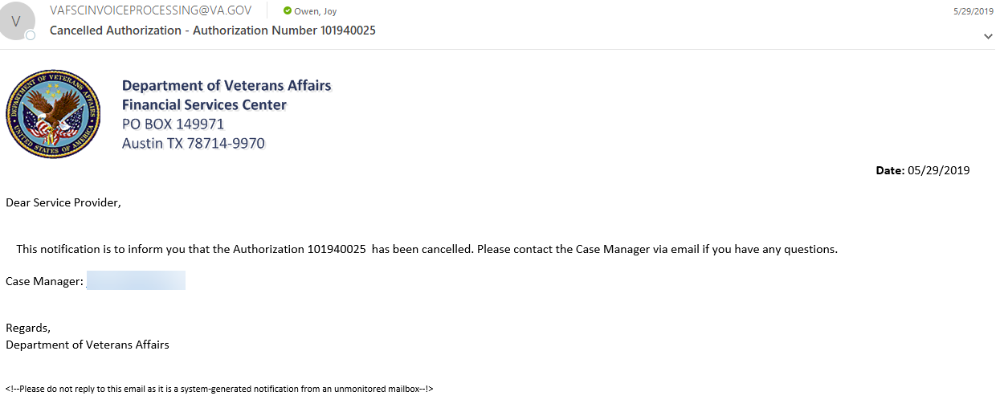 V
VAFSCINVOICEPROCESSING@VA.GOV
Owen, Joy
5/29/2019
Cancelled Authorization - Authorization Number 101940025
DEPARTMENT OF VETERANS AFFAIRS
UNITED STATES OF AMERICA
Department of Veterans Affairs
Financial Services Center
PO BOX 149971
Austin TX 78714-9970
Date: 05/29/2019
Dear Service Provider,
This notification is to inform you that the Authorization 101940025 has been cancelled. Please contact the Case Manager via email if you have any questions.
Case Manager:
Regards,
Department of Veterans Affairs
<!--Please do not reply to this email as it is a system-generated notification from an unmonitored mailbox--!>